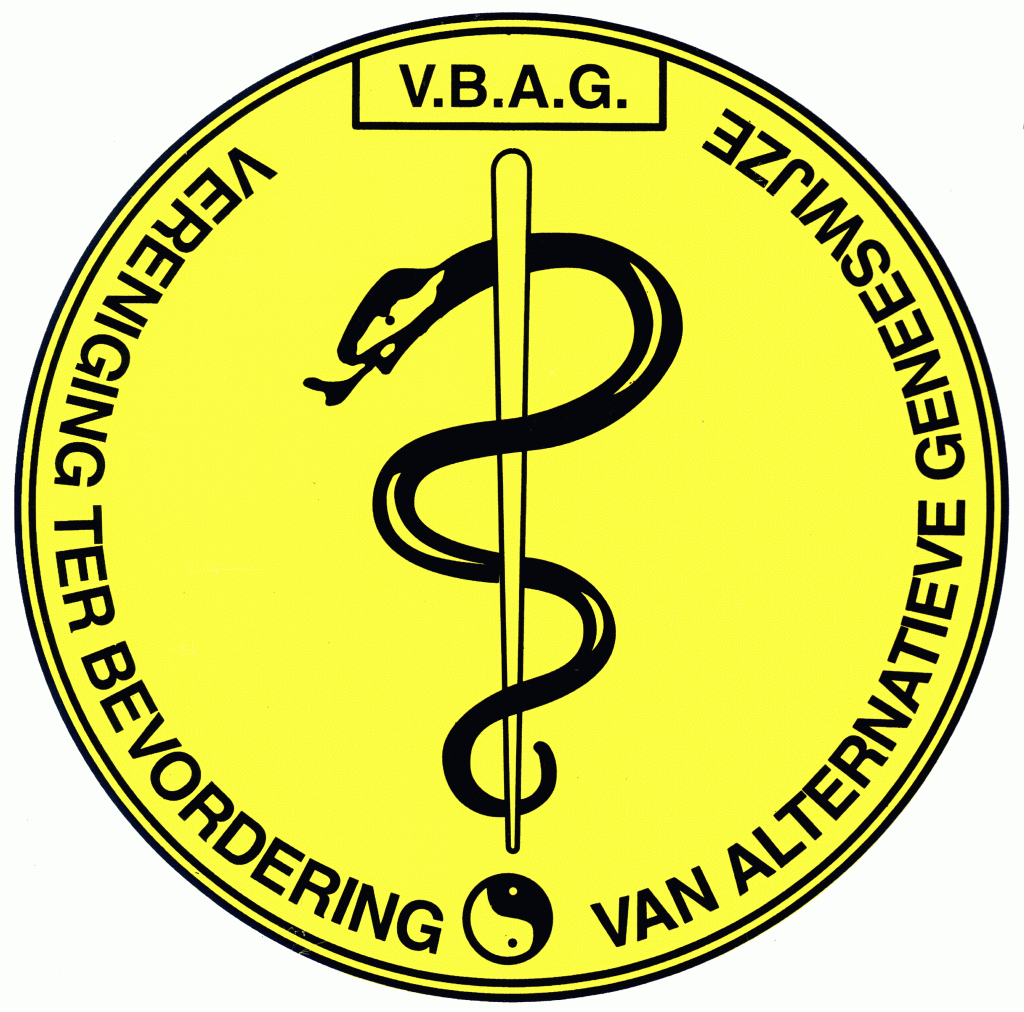 V.B.A.G.
VERENIGING TER BEVORDERING
VAN ALTERNATIEVE GENEESWIJZE